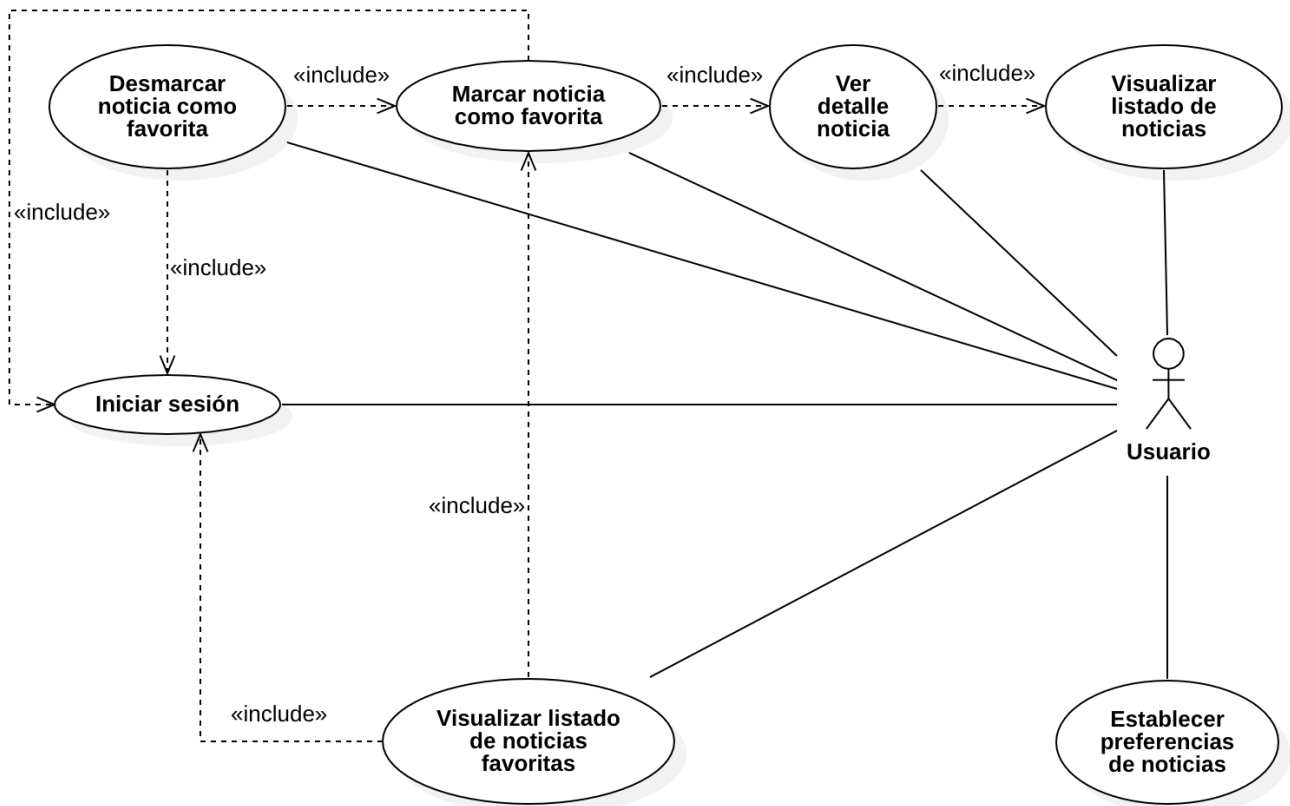 Desmarcar
noticia como
favorita
«include»
Marcar noticia
como favorita
«include»
Ver
detalle
noticia
«include»
Visualizar
listado de
noticias
«include»
«include»
Iniciar sesión
Usuario
«include»
«include»
Visualizar listado
de noticias
favoritas
Establecer
preferencias
de noticias